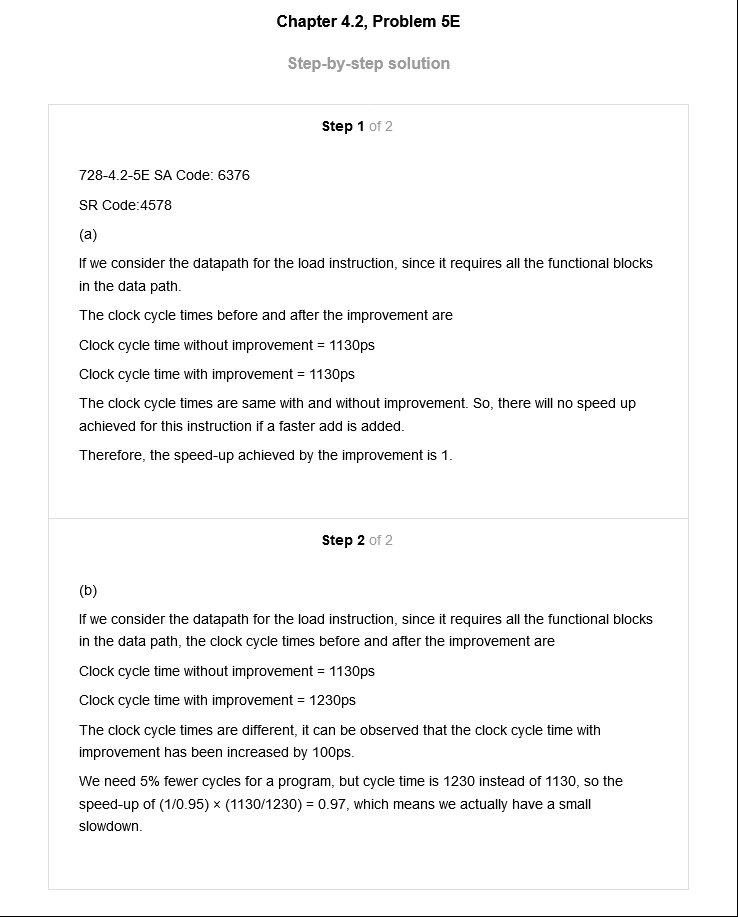 Chapter 4.2, Problem 5E
Step-by-step solution
Step 1 of 2
728-4.2-5E SA Code: 6376
SR Code:4578
(a)
If we consider the datapath for the load instruction, since it requires all the functional blocks
in the data path.
The clock cycle times before and after the improvement are
Clock cycle time without improvement = 1130ps
Clock cycle time with improvement = 1130ps
The clock cycle times are same with and without improvement. So, there will no speed up
achieved for this instruction if a faster add is added.
Therefore, the speed-up achieved by the improvement is 1.
Step 2 of 2
(b)
If we consider the datapath for the load instruction, since it requires all the functional blocks
in the data path, the clock cycle times before and after the improvement are
Clock cycle time without improvement = 1130ps
Clock cycle time with improvement = 1230ps
The clock cycle times are different, it can be observed that the clock cycle time with
improvement has been increased by 100ps.
We need 5% fewer cycles for a program, but cycle time is 1230 instead of 1130, so the
speed-up of (1/0.95) × (1130/1230) = 0.97, which means we actually have a small
slowdown.